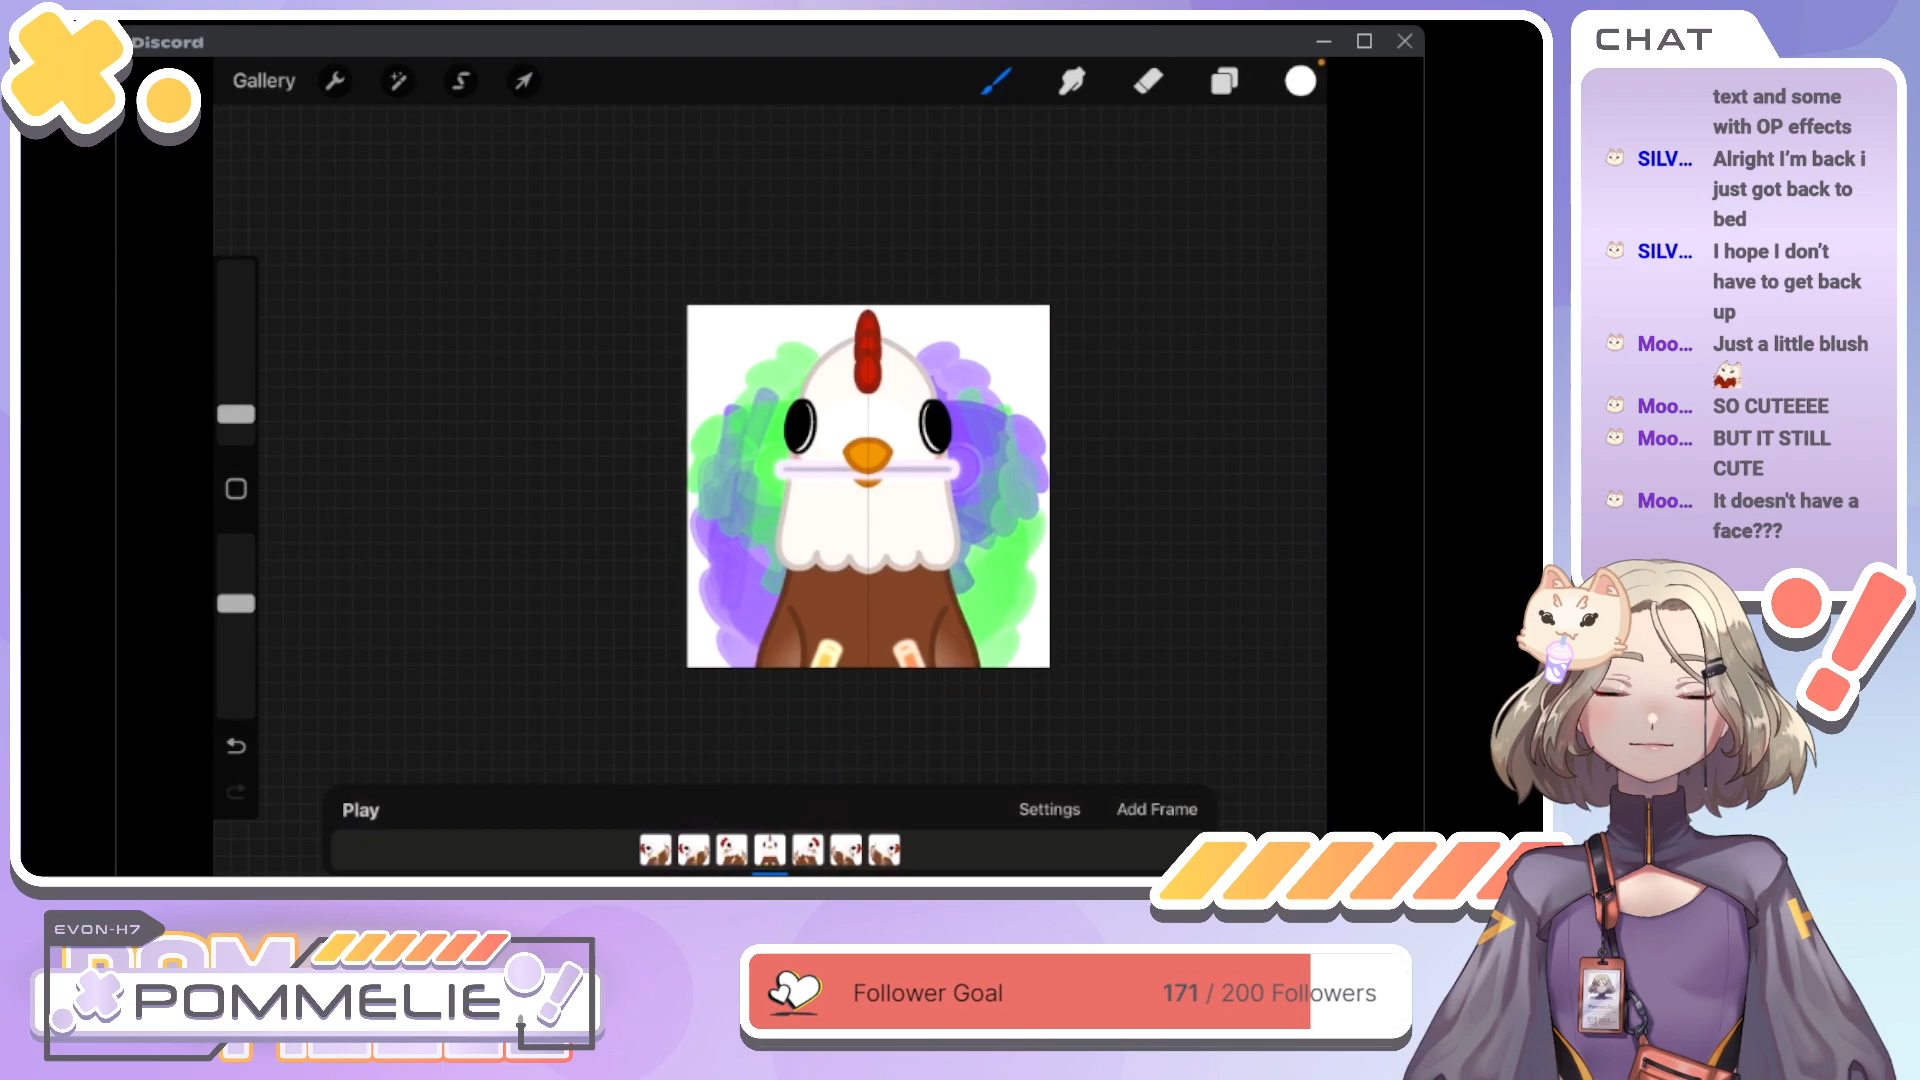 Discord
Gallery
Play
Settings
Add Frame
CHAT
text and some
with OP effects
SILV... Alright I'm back i
just got back to
bed
SILV... I hope I don't
have to get back
up
Moo... Just a little blush
Moo... SO CUTEEEE
Moo... BUT IT STILL
CUTE
Moo... It doesn't have a
face???
EVON-H7
POMMELIE
Follower Goal
171 / 200 Followers